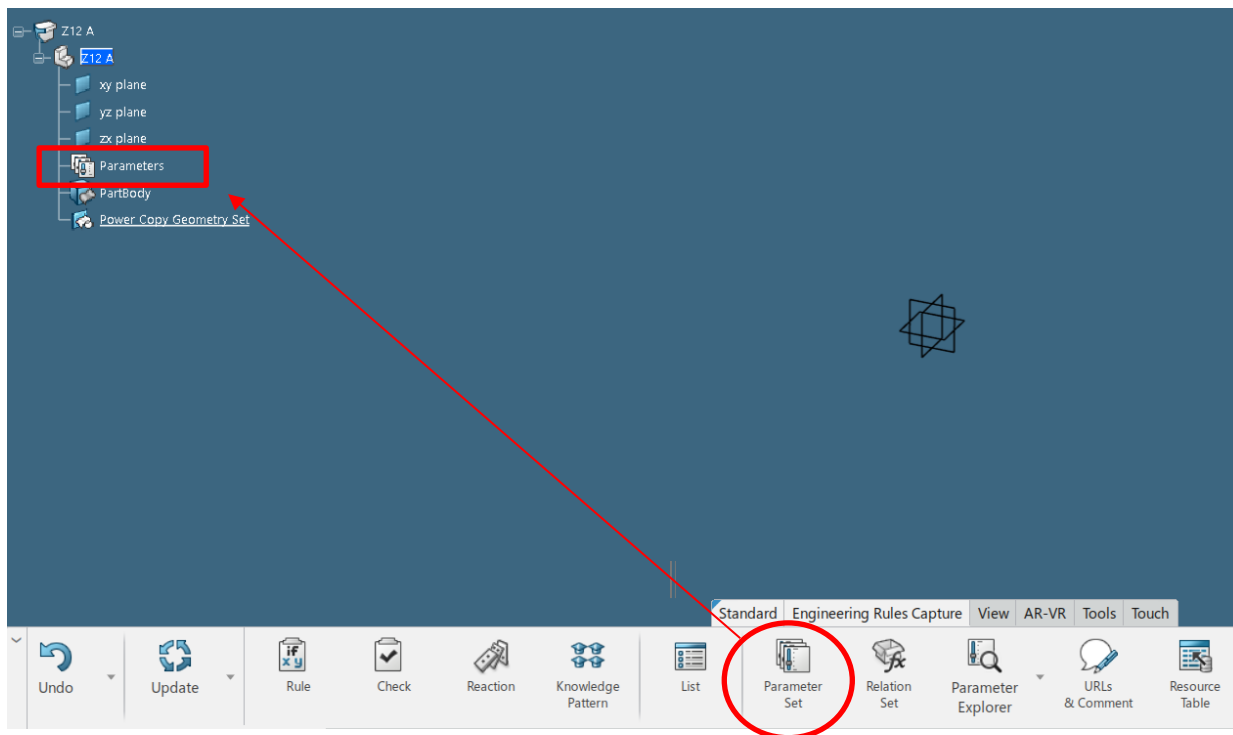 Z12 A
Z12 A
xy plane
yz plane
zx plane
Parameters
PartBody
Power Copy Geometry Set
Standard Engineering Rules Capture View AR-VR Tools Touch
if
x y
fx
Undo Update Rule Check Reaction Knowledge Pattern List Parameter Set Relation Set Parameter Explorer URLs & Comment Resource Table